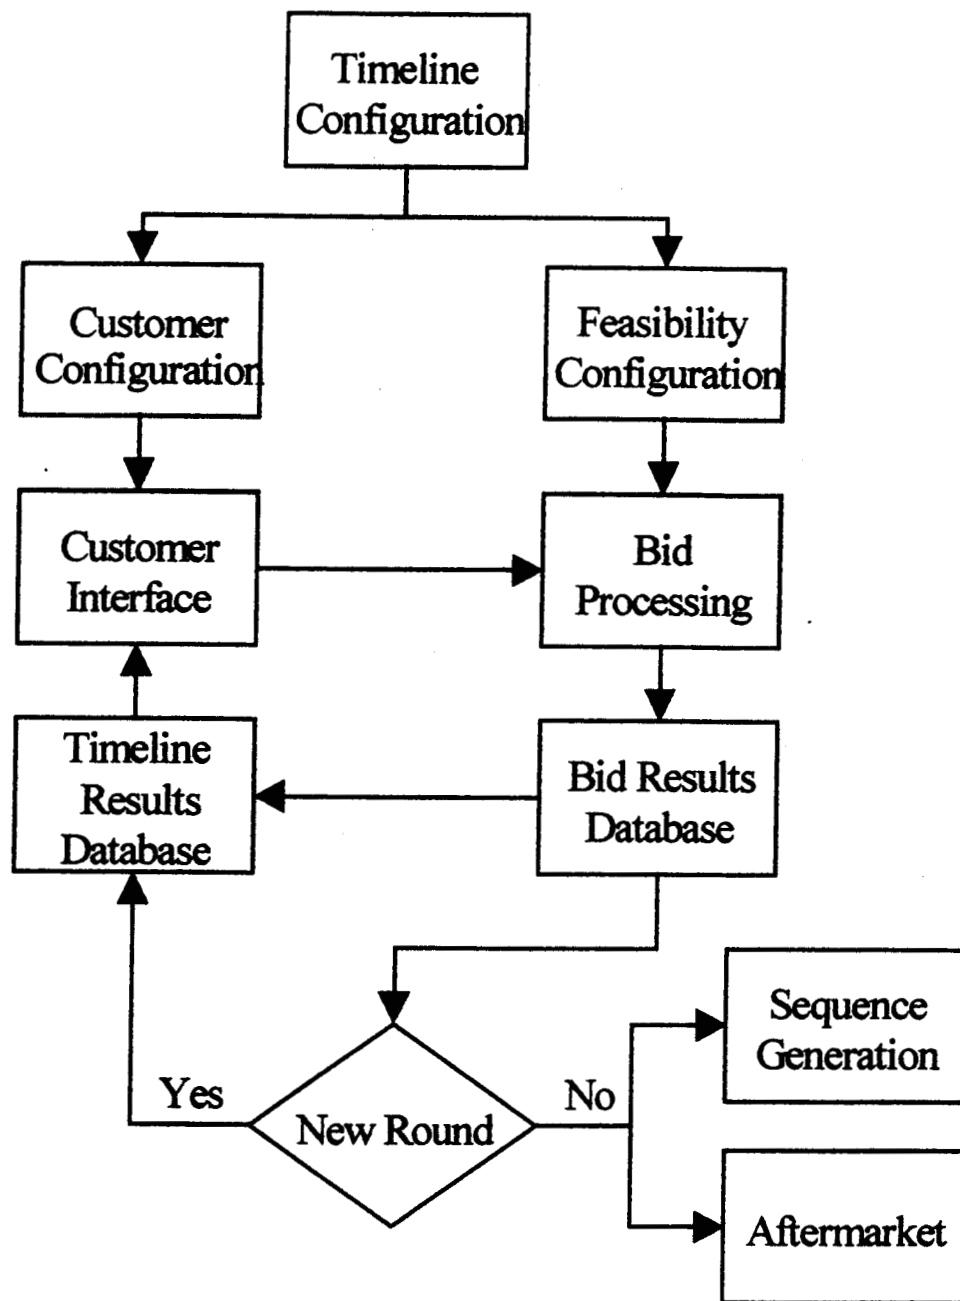 Timeline
Configuration
Customer
Configuration
Feasibility
Configuration
Customer
Interface
Bid
Processing
Timeline
Results
Database
Bid Results
Database
Sequence
Generation
Yes
No
New Round
Aftermarket